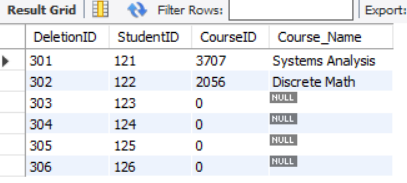 Result Grid Filter Rows: Export:
DeletionID StudentID CourseID Course_Name
301 121 3707 Systems Analysis
302 122 2056 Discrete Math
303 123 0 NULL
304 124 0 NULL
305 125 0 NULL
306 126 0 NULL